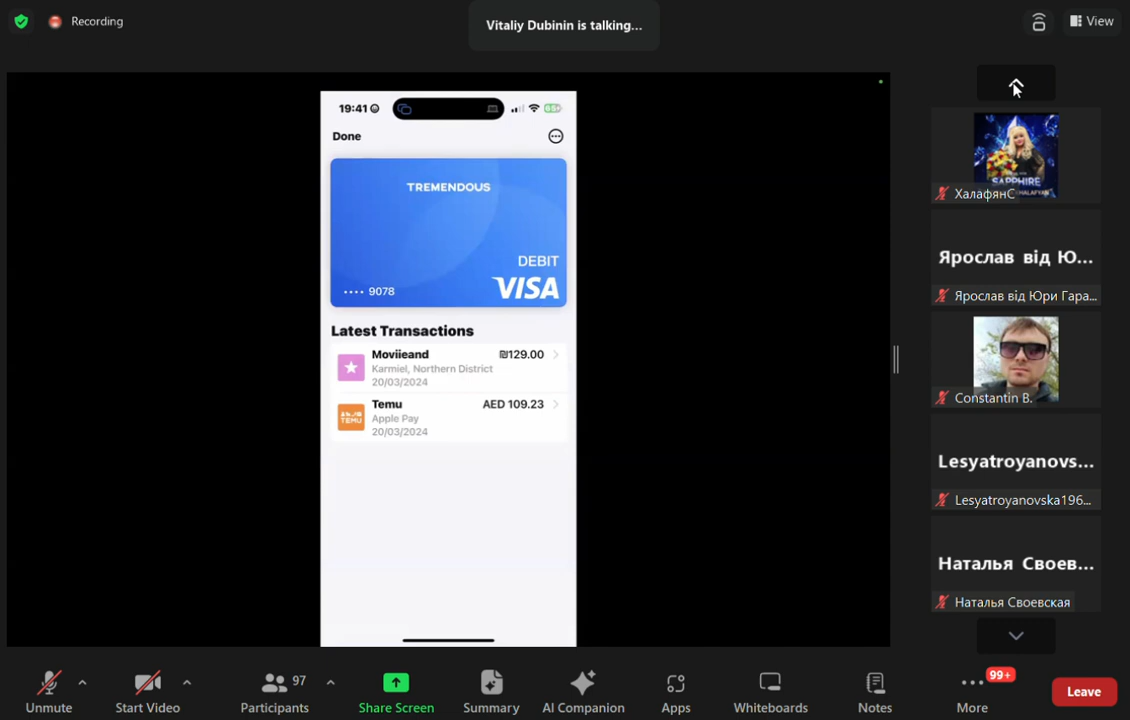 Recording
Vitaliy Dubinin is talking...
View
19:41
65+
Done
TREMENDOUS
DEBIT
VISA
···· 9078
Latest Transactions
Moviieand ₪129.00
Karmiel, Northern District
20/03/2024
TEMU
Temu AED 109.23
Apple Pay
20/03/2024
SAPPHIRE
ХалафянС
Ярослав від Ю...
Ярослав від Юри Гара...
Constantin B.
Lesyatroyanovs...
Lesyatroyanovska196...
Наталья Своев...
Наталья Своевская
Unmute
Start Video
97
Participants
Share Screen
Summary
AI Companion
Apps
Whiteboards
Notes
99+
More
Leave